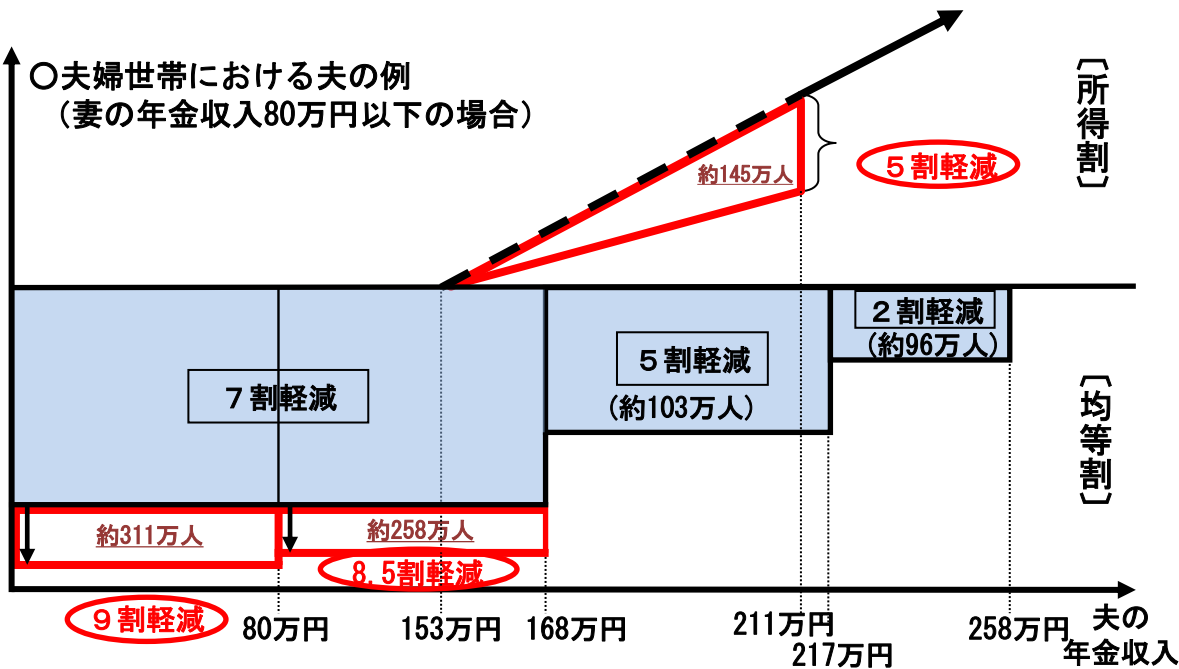 〇夫婦世帯における夫の例
（妻の年金収入80万円以下の場合）
〔所得割〕
約145万人
５割軽減
２割軽減
（約96万人）
５割軽減
（約103万人）
７割軽減
〔均等割〕
約311万人
約258万人
8.5割軽減
９割軽減
80万円
153万円
168万円
211万円
217万円
258万円
夫の
年金収入